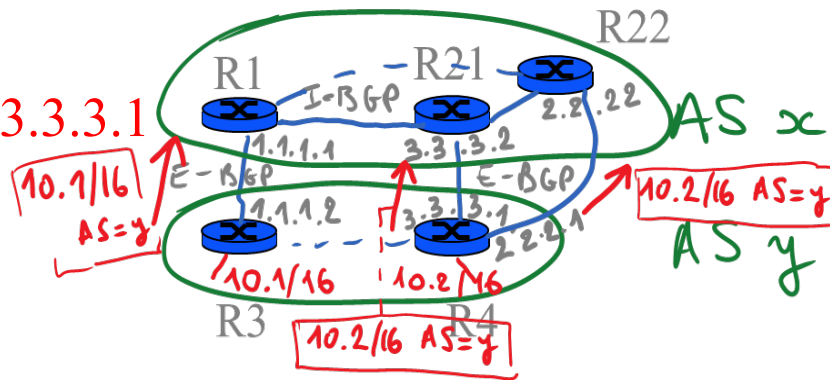 R22
R1
R21
I-BGP
2.2.2.22
3.3.3.1
AS x
1.1.1.1
3.3.3.2
10.1/16
AS=y
E-BGP
E-BGP
10.2/16 AS=y
1.1.1.2
3.3.3.1
2.2.2.1
AS y
10.1/16
10.2/16
R3
R4
10.2/16 AS=y